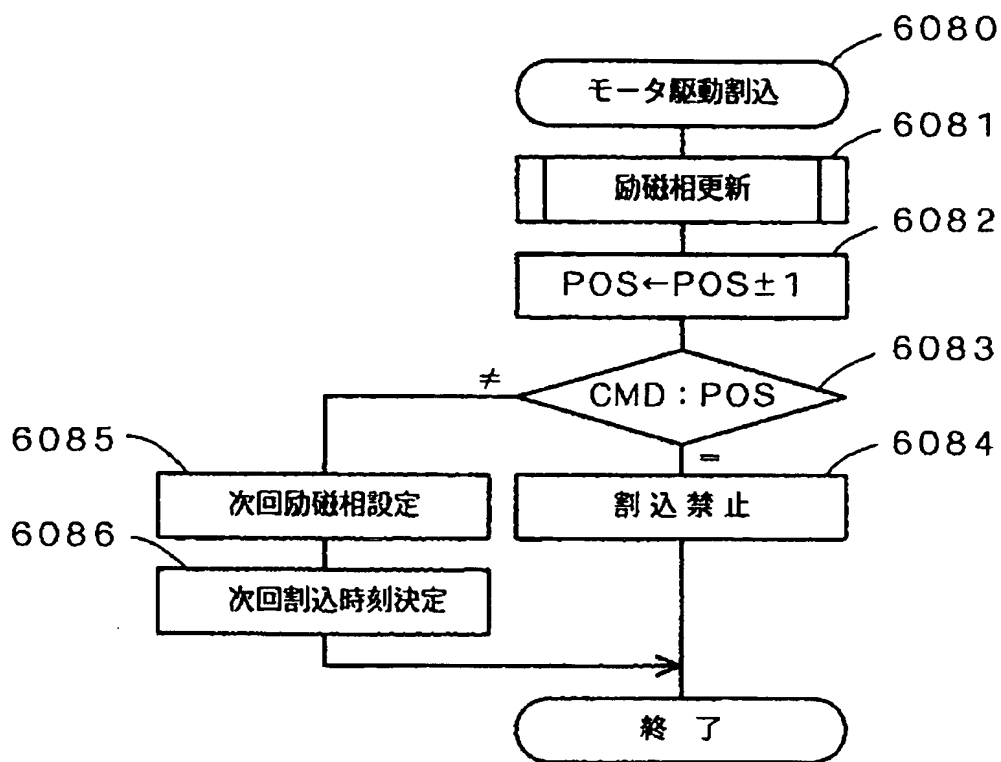 6080
モータ駆動割込
6081
励磁相更新
6082
POS←POS±1
6083
CMD：POS
≠
=
6084
割込禁止
6085
次回励磁相設定
6086
次回割込時刻決定
終了